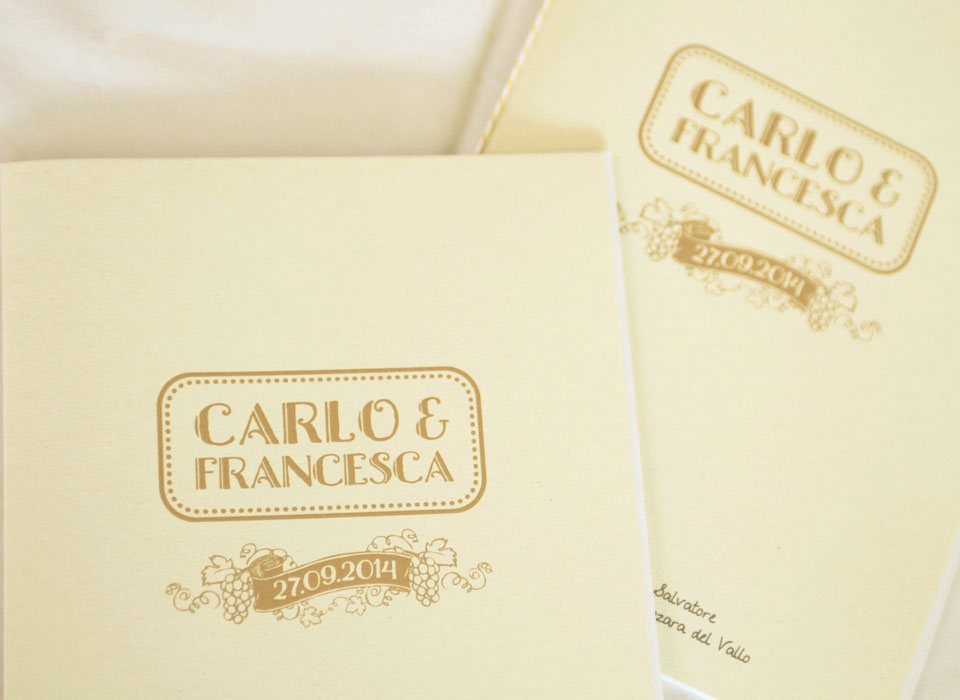 CARLO &
FRANCESCA
27.09.2014
CARLO &
FRANCESCA
27.09.2014
Salvatore
del Vallo